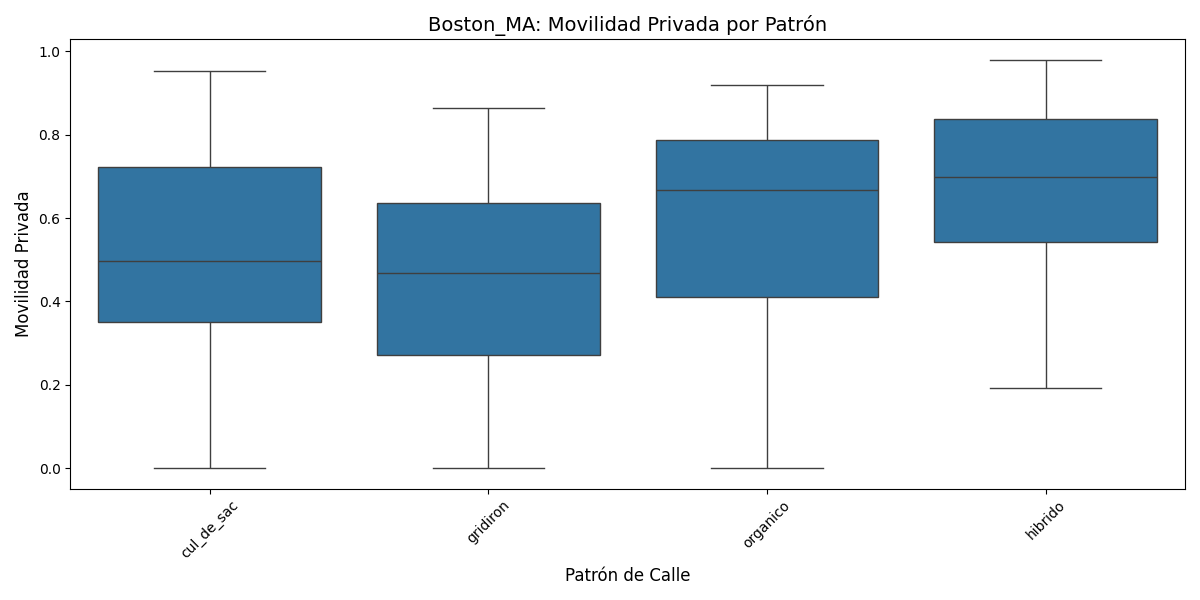 Boston_MA: Movilidad Privada por Patrón
Movilidad Privada
1.0
0.8
0.6
0.4
0.2
0.0
cul_de_sac
gridiron
organico
hibrido
Patrón de Calle